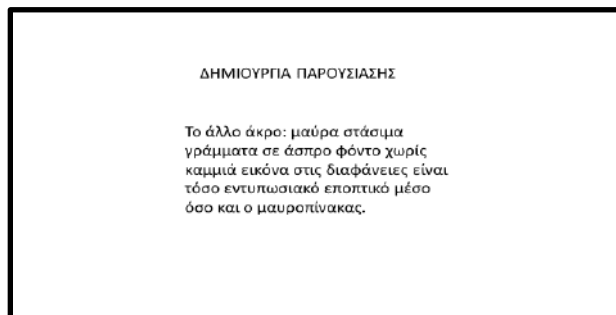 ΔΗΜΙΟΥΡΓΙΑ ΠΑΡΟΥΣΙΑΣΗΣ
Το άλλο άκρο: μαύρα στάσιμα
γράμματα σε άσπρο φόντο χωρίς
καμμιά εικόνα στις διαφάνειες είναι
τόσο εντυπωσιακό εποπτικό μέσο
όσο και ο μαυροπίνακας.